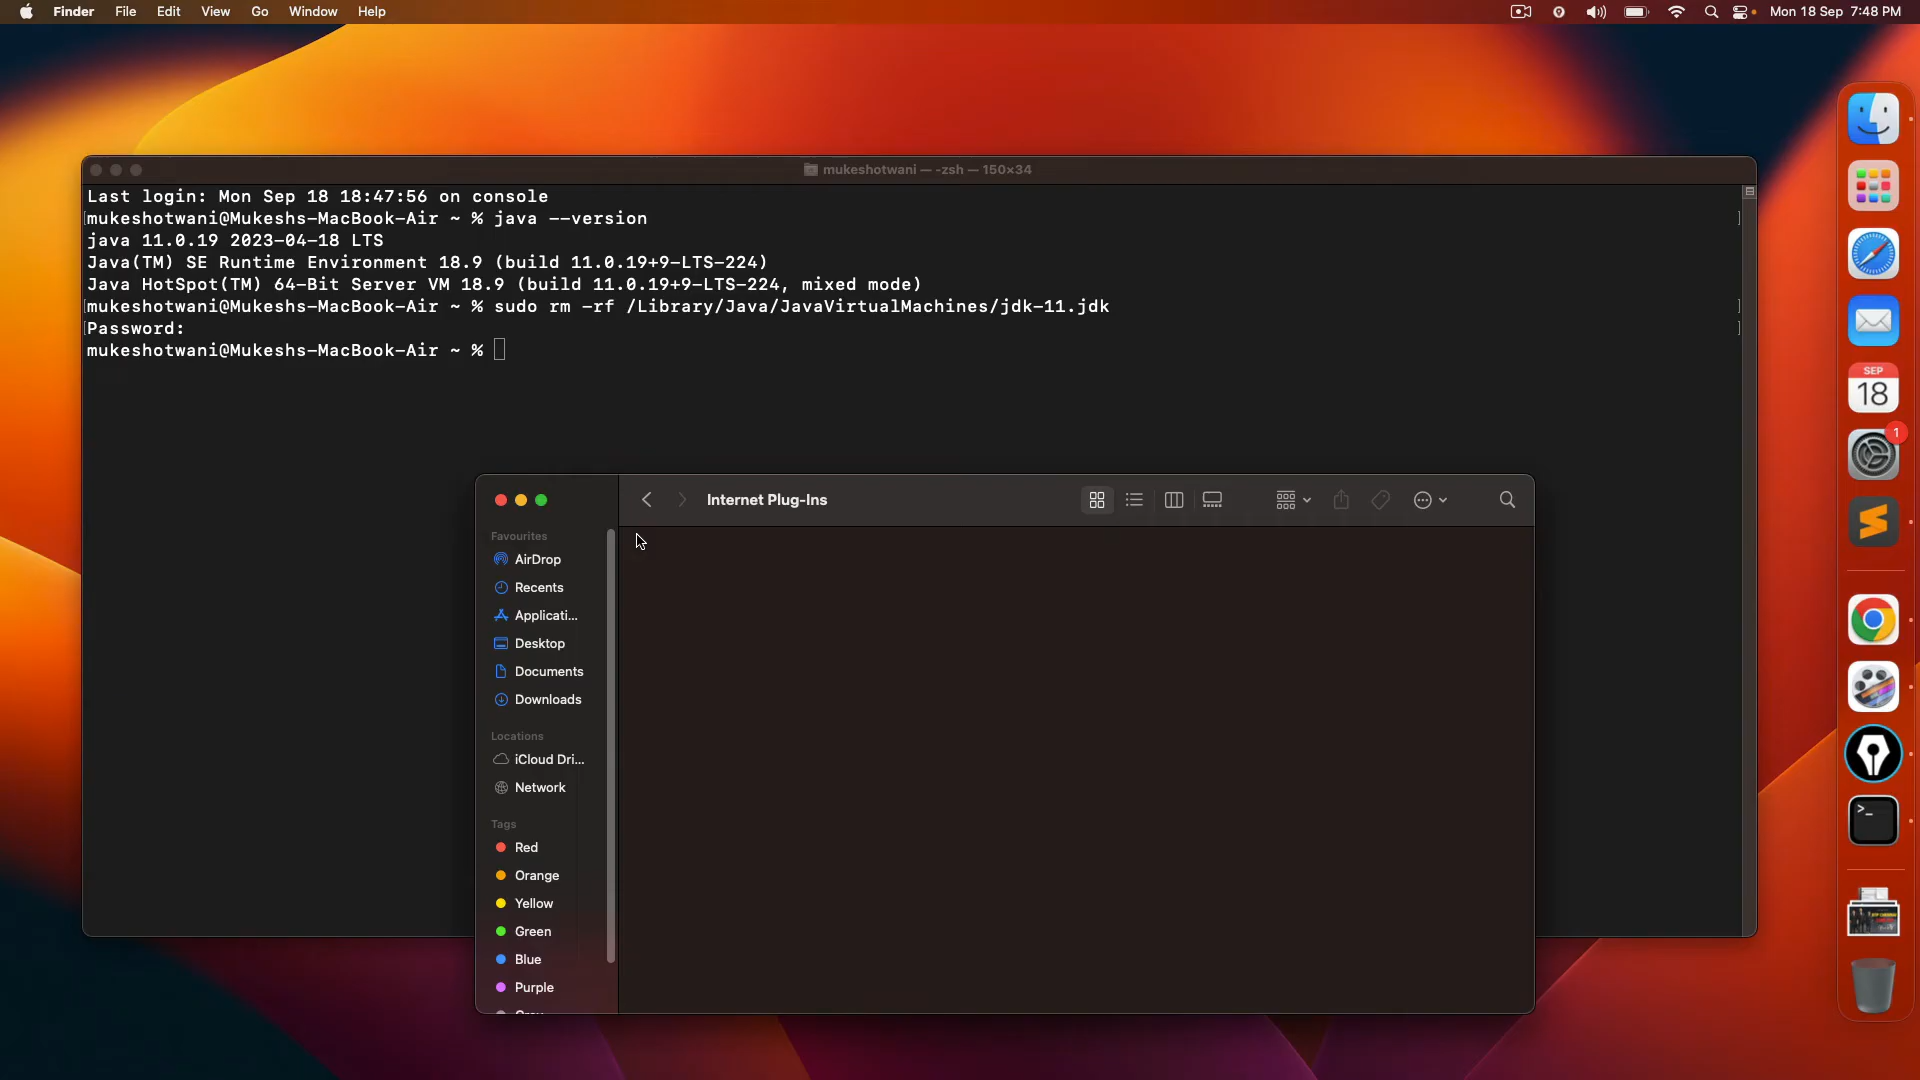 Finder File Edit View Go Window Help
Mon 18 Sep 7:48 PM
mukeshotwani — -zsh — 150×34
Last login: Mon Sep 18 18:47:56 on console
[mukeshotwani@Mukeshs-MacBook-Air ~ % java --version ]
java 11.0.19 2023-04-18 LTS
Java(TM) SE Runtime Environment 18.9 (build 11.0.19+9-LTS-224)
Java HotSpot(TM) 64-Bit Server VM 18.9 (build 11.0.19+9-LTS-224, mixed mode)
[mukeshotwani@Mukeshs-MacBook-Air ~ % sudo rm -rf /Library/Java/JavaVirtualMachines/jdk-11.jdk ]
[Password: ]
mukeshotwani@Mukeshs-MacBook-Air ~ %
Internet Plug-Ins
Favourites
AirDrop
Recents
Applicati...
Desktop
Documents
Downloads
Locations
iCloud Dri...
Network
Tags
Red
Orange
Yellow
Green
Blue
Purple
SEP
18
1
>_